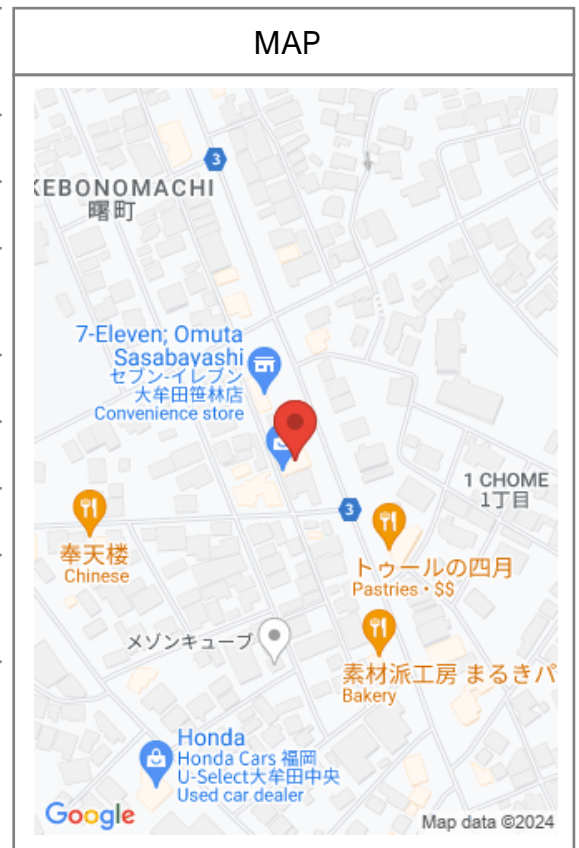 MAP
3
KEBONOMACHI
曙町
7-Eleven; Omuta
Sasabayashi
セブン-イレブン
大牟田笹林店
Convenience store
1 CHOME
1丁目
3
奉天楼
Chinese
トゥールの四月
Pastries • $$
メゾンキューブ
素材派工房 まるきパ
Bakery
Honda
Honda Cars 福岡
U-Select大牟田中央
Used car dealer
Google
Map data ©2024